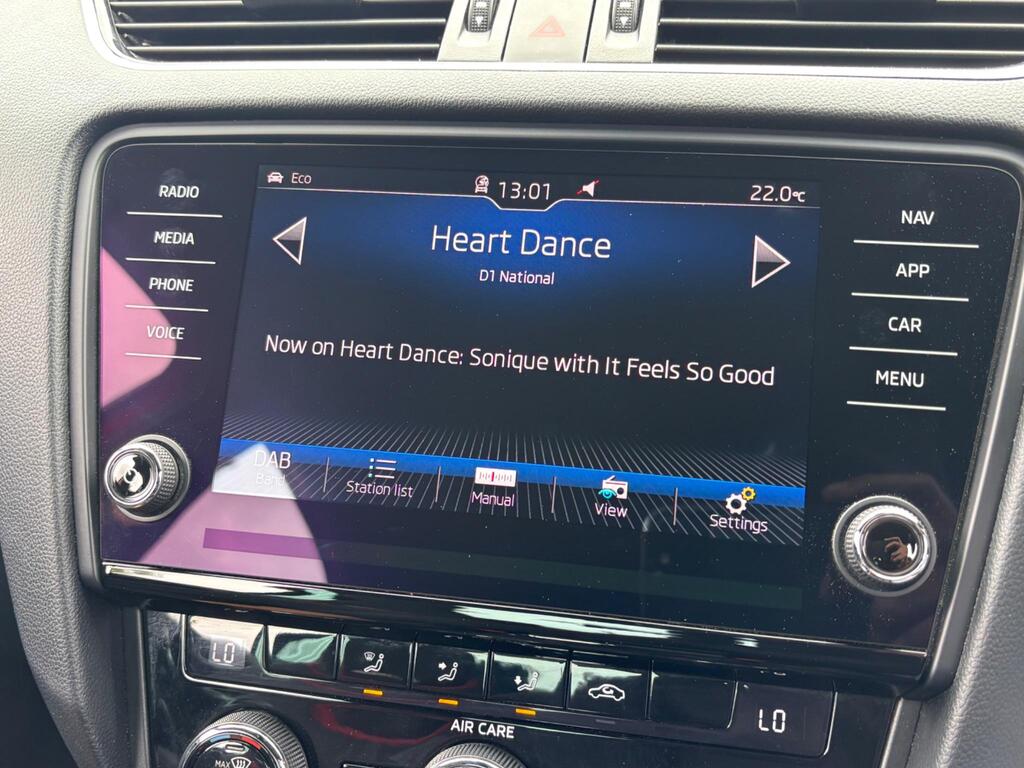 Eco
13:01
22.0°C
RADIO
MEDIA
PHONE
VOICE
Heart Dance
D1 National
Now on Heart Dance: Sonique with It Feels So Good
NAV
APP
CAR
MENU
DAB
Band
Station list
Manual
View
Settings
LO
LO
AIR CARE
MAX